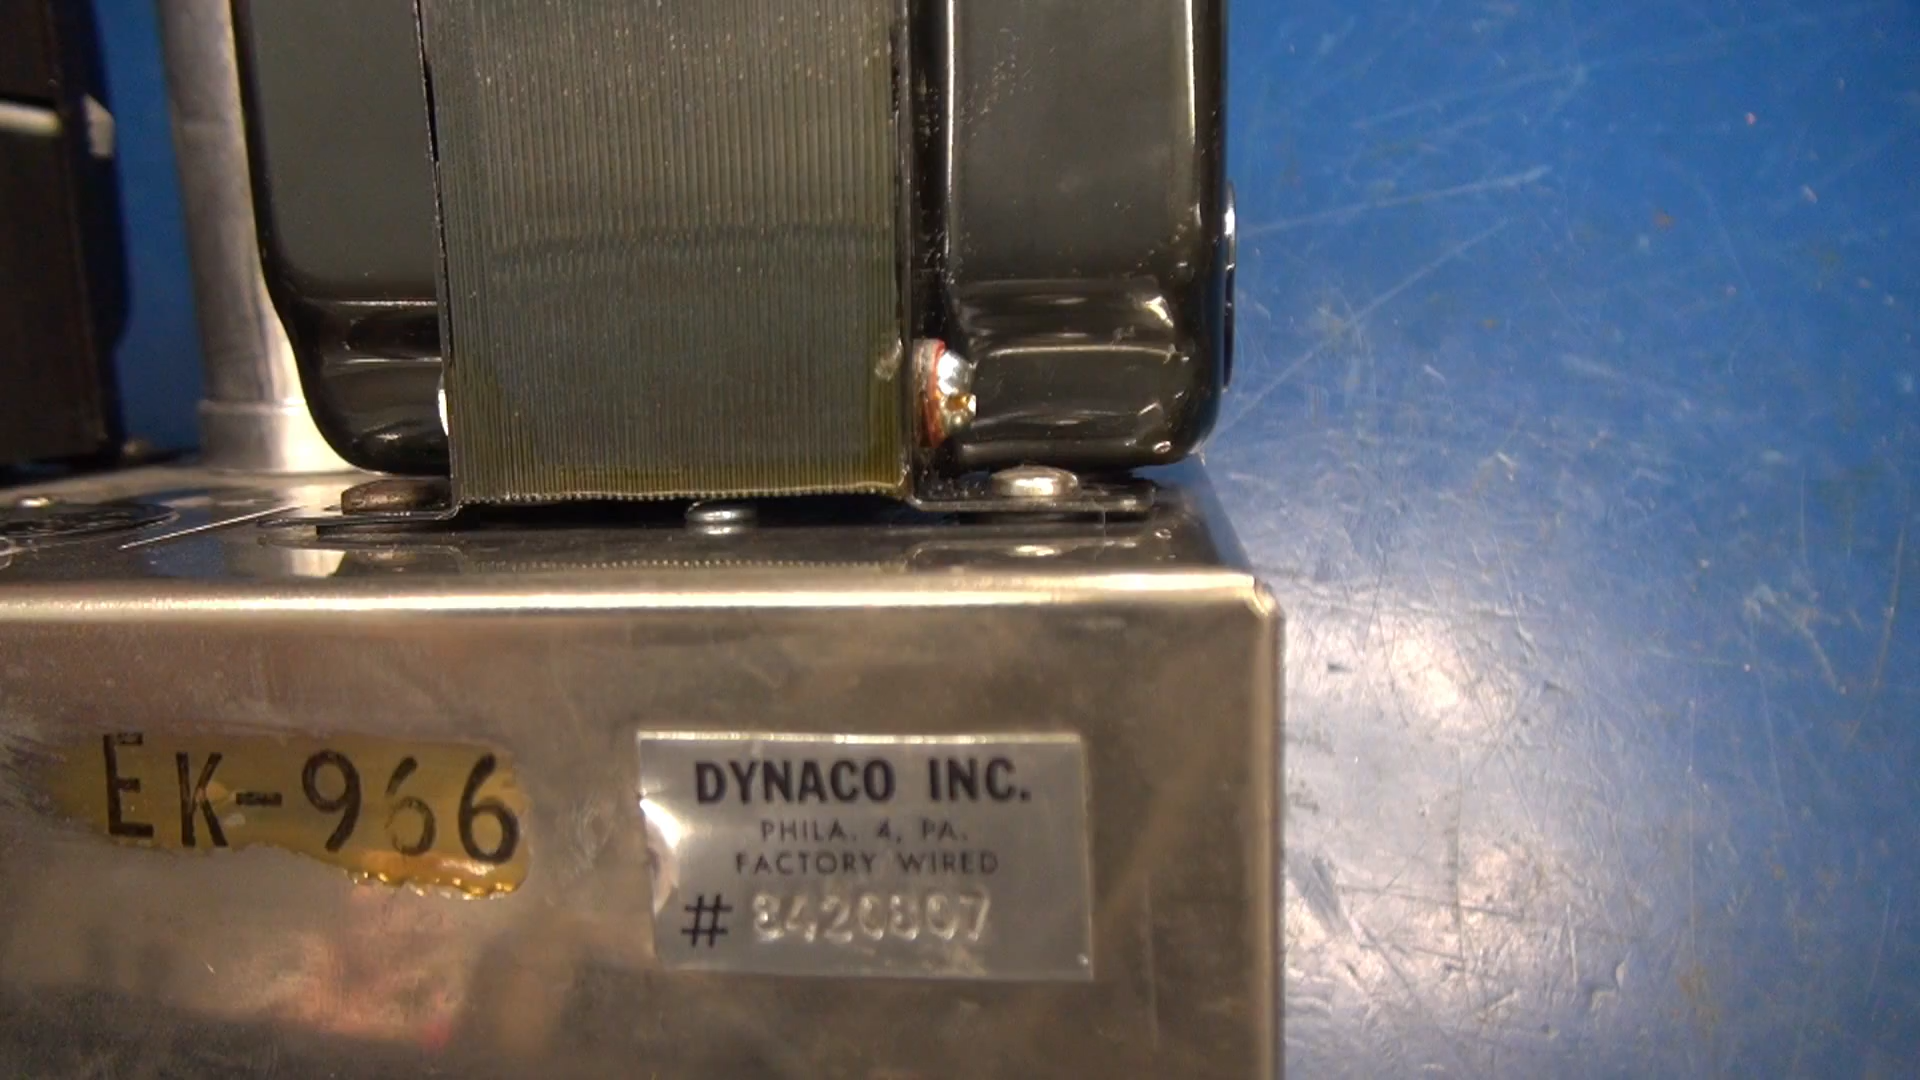 EK-966
DYNACO INC.
PHILA. 4, PA.
FACTORY WIRED
#